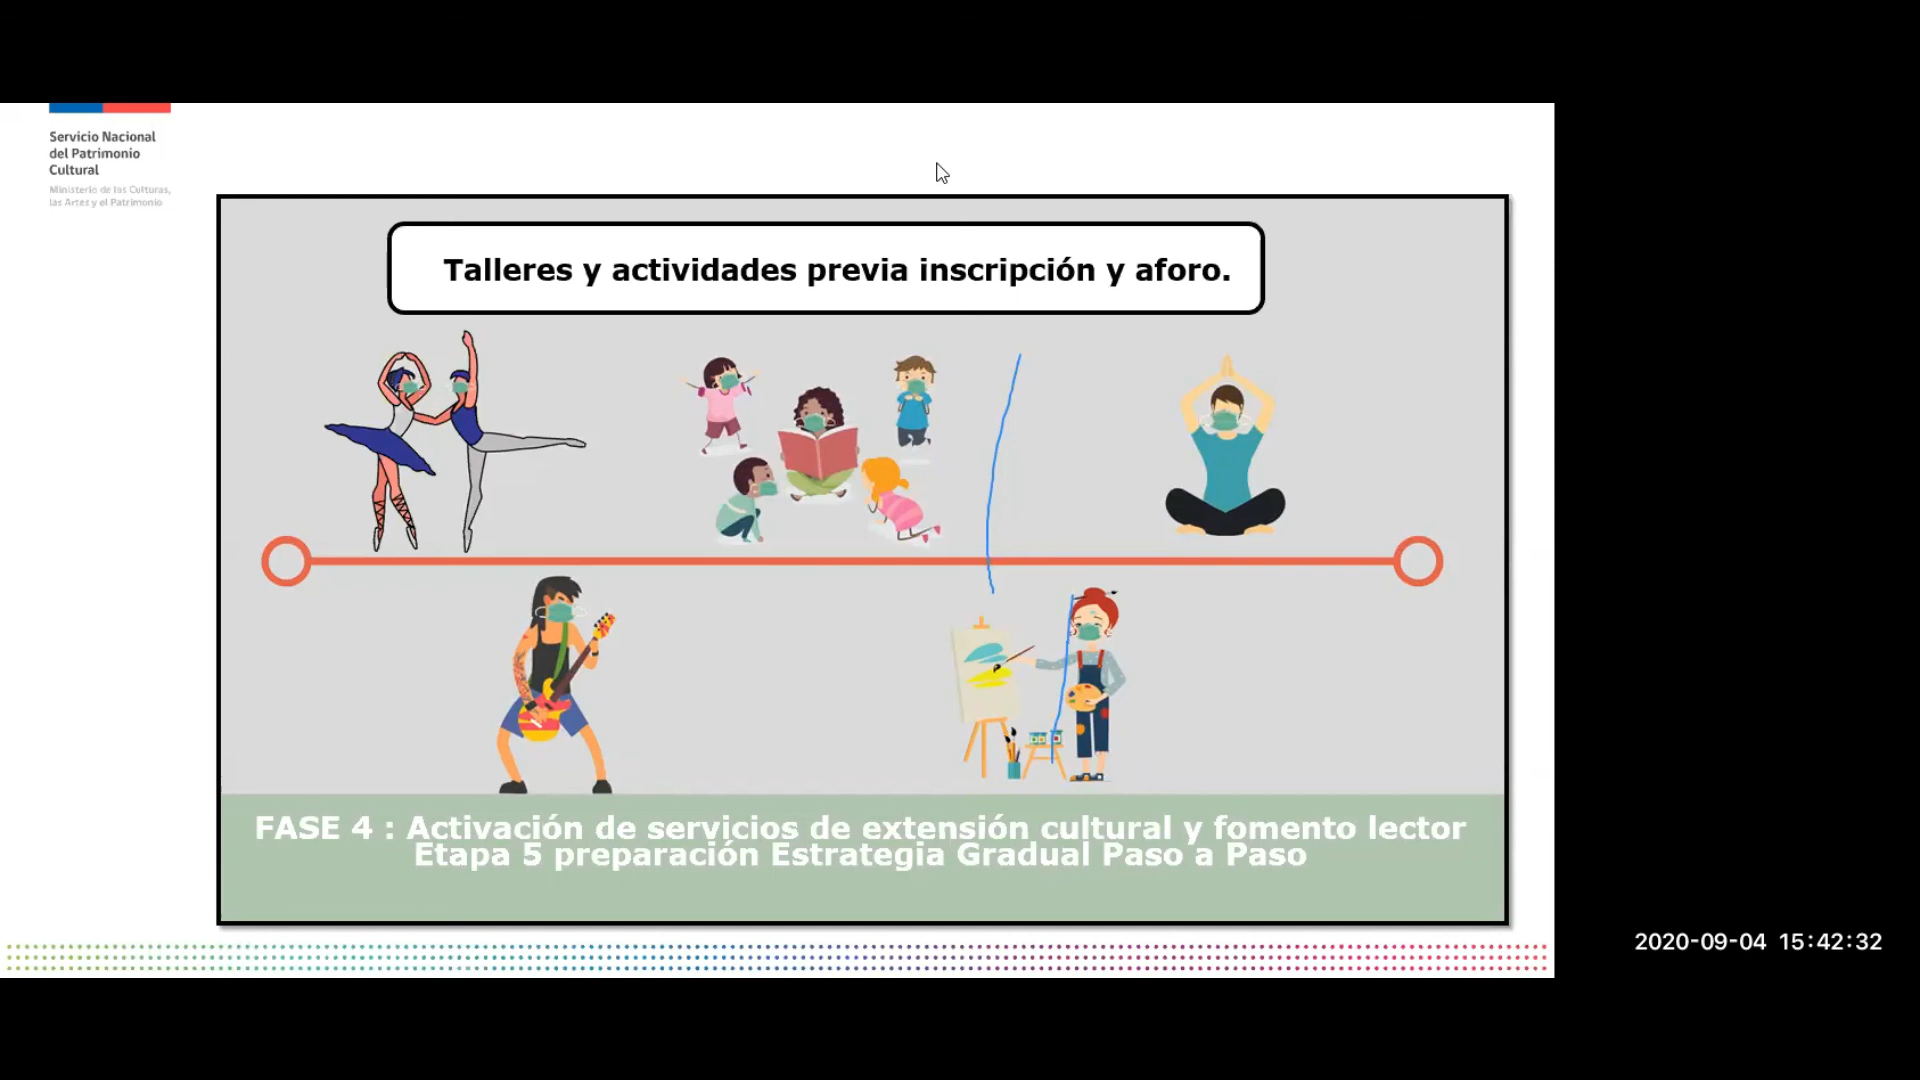 Servicio Nacional
del Patrimonio
Cultural
Ministerio de las Culturas,
las Artes y el Patrimonio
Talleres y actividades previa inscripción y aforo.
FASE 4 : Activación de servicios de extensión cultural y fomento lector
Etapa 5 preparación Estrategia Gradual Paso a Paso
2020-09-04 15:42:32